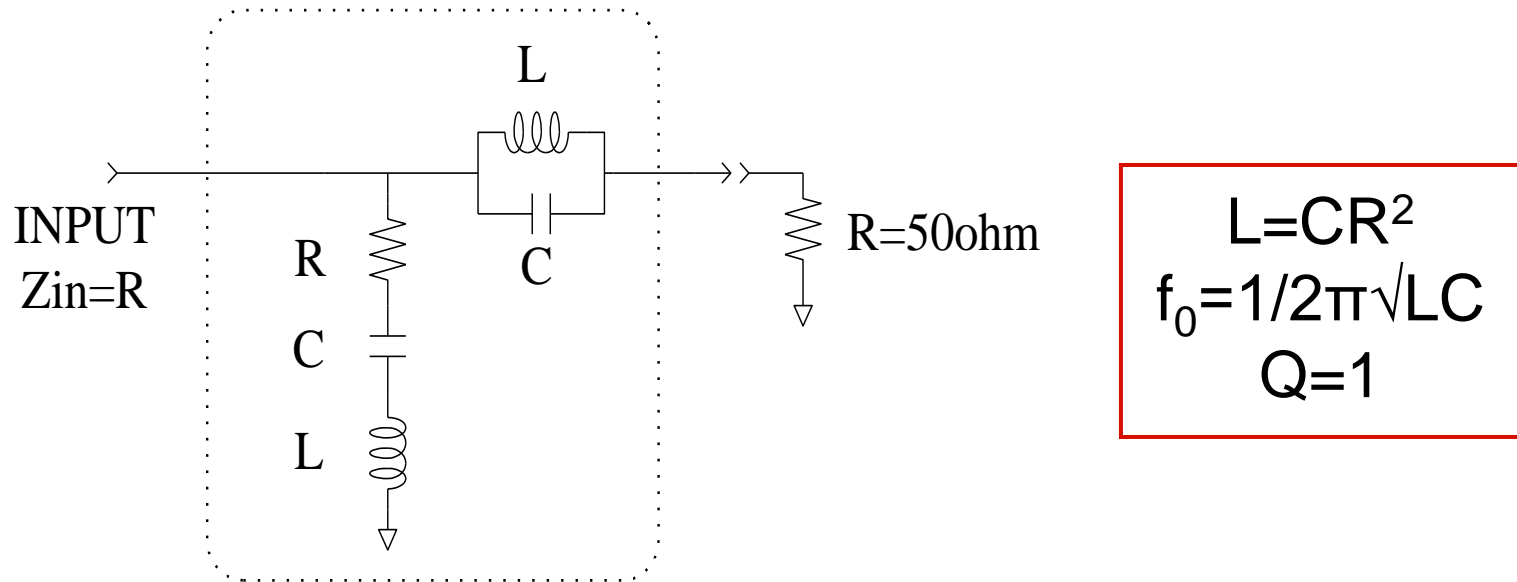 L
C
INPUT
Zin=R
R
C
L
R=50ohm
L=CR²
f₀=1/2π√LC
Q=1